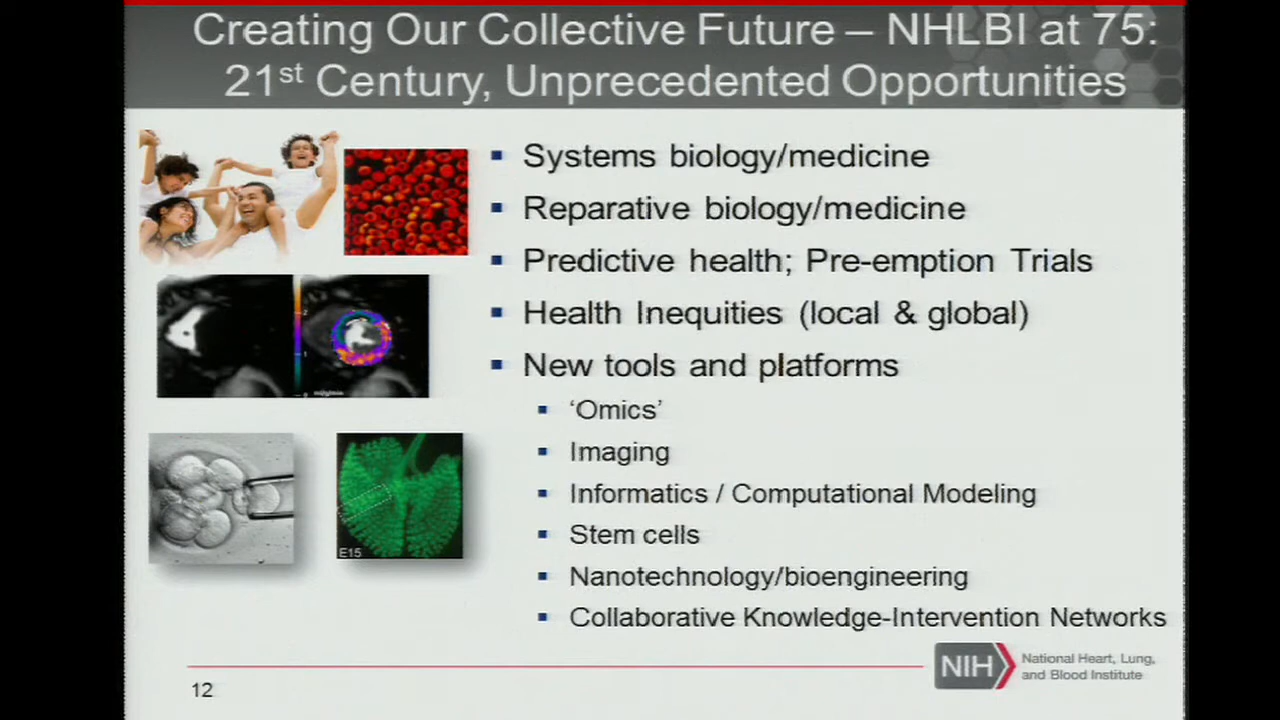 Creating Our Collective Future – NHLBI at 75:
21st Century, Unprecedented Opportunities
▪ Systems biology/medicine
▪ Reparative biology/medicine
▪ Predictive health; Pre-emption Trials
▪ Health Inequities (local & global)
▪ New tools and platforms
▪ ‘Omics’
▪ Imaging
▪ Informatics / Computational Modeling
▪ Stem cells
▪ Nanotechnology/bioengineering
▪ Collaborative Knowledge-Intervention Networks
E15
NIH National Heart, Lung,
and Blood Institute
12